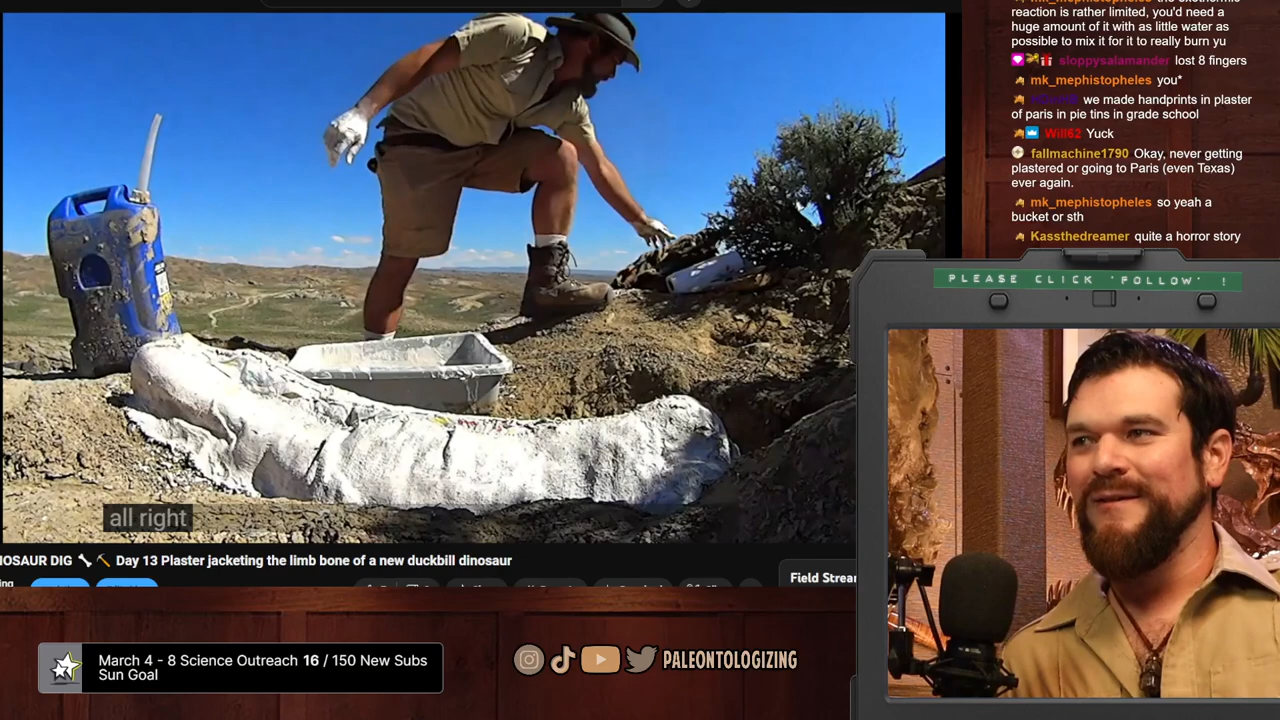 reaction is rather limited, you'd need a
huge amount of it with as little water as
possible to mix it for it to really burn yu
sloppysalamander lost 8 fingers
mk_mephistopheles you*
we made handprints in plaster
of paris in pie tins in grade school
Will62 Yuck
fallmachine1790 Okay, never getting
plastered or going to Paris (even Texas)
ever again.
mk_mephistopheles so yeah a
bucket or sth
Kassthedreamer quite a horror story
PLEASE CLICK 'FOLLOW' !
all right
NOSAUR DIG 🦴 ⛏️ Day 13 Plaster jacketing the limb bone of a new duckbill dinosaur
Field Strea
March 4 - 8 Science Outreach 16 / 150 New Subs
Sun Goal
PALEONTOLOGIZING